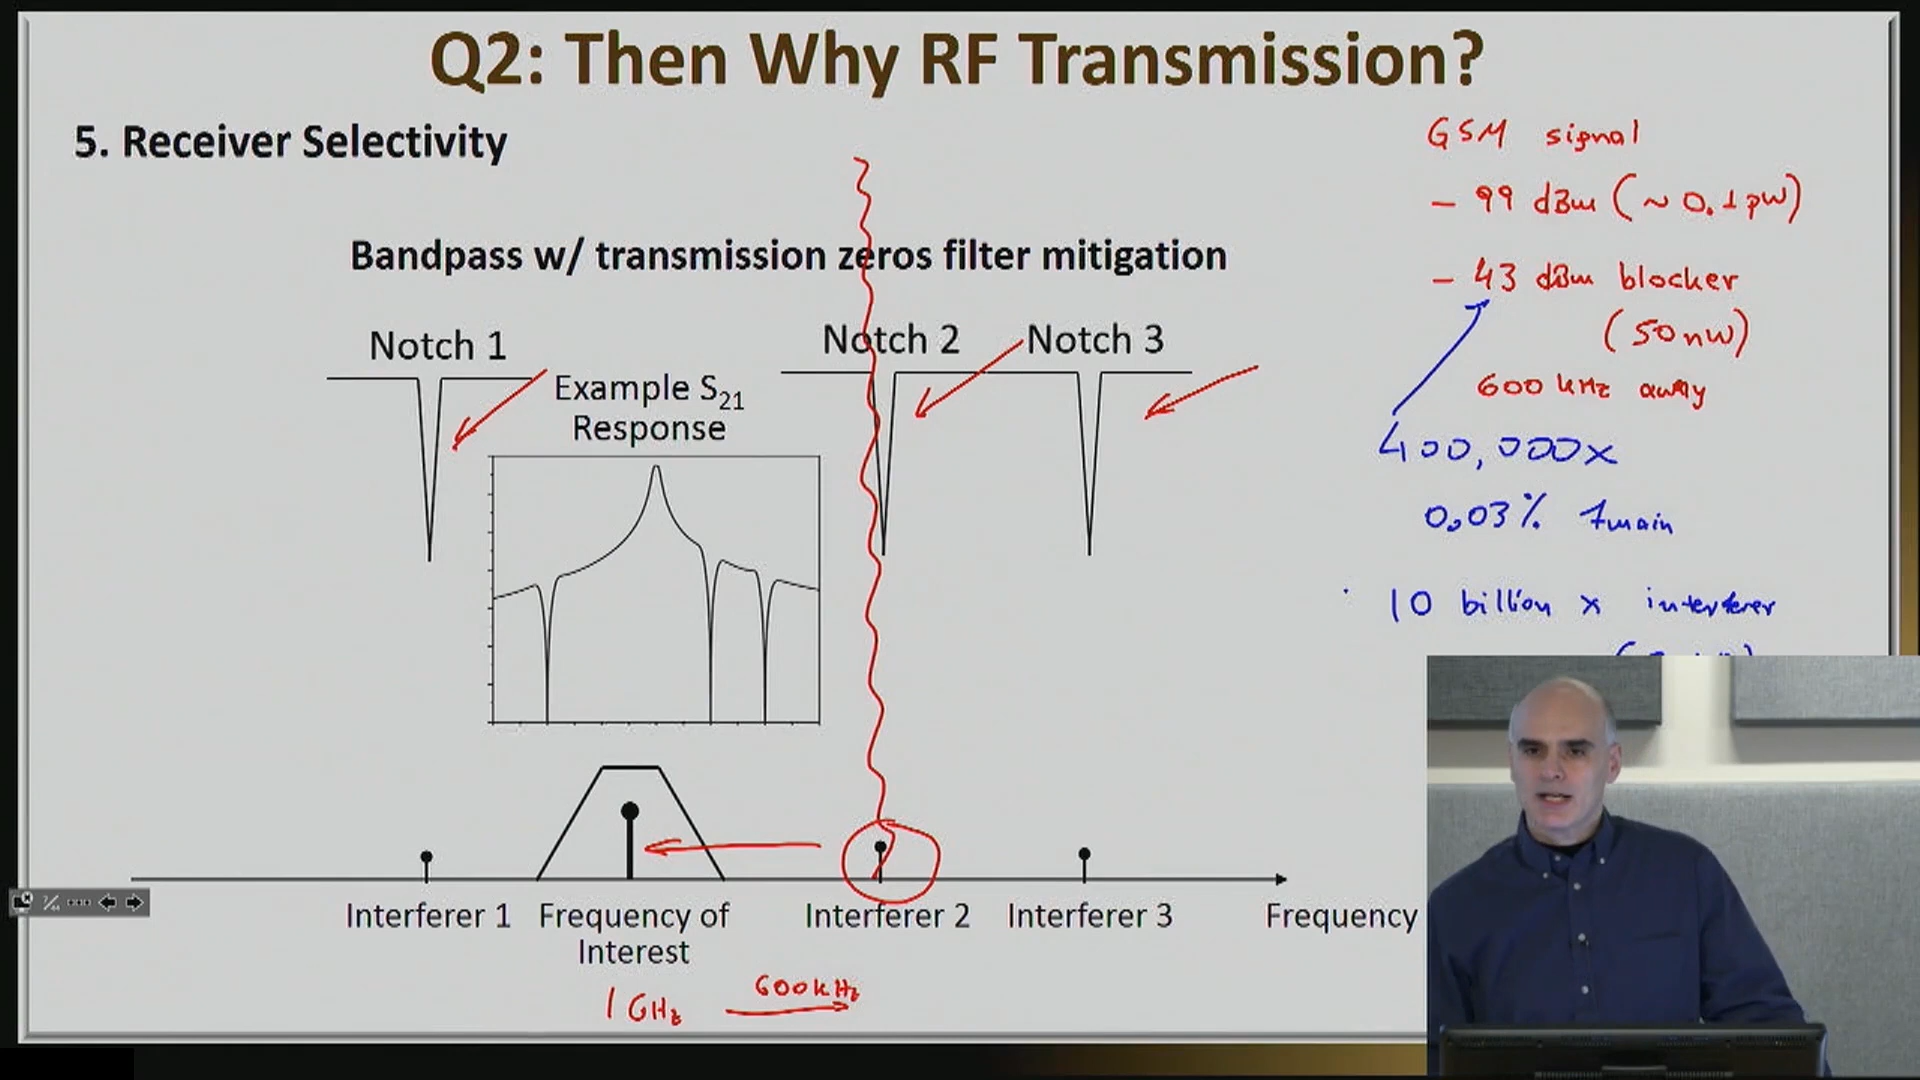 Q2: Then Why RF Transmission?
5. Receiver Selectivity
Bandpass w/ transmission zeros filter mitigation
Notch 1
Notch 2
Notch 3
Example S21
Response
Interferer 1
Frequency of
Interest
Interferer 2
Interferer 3
Frequency
1 GHz
600 kHz
GSM signal
- 99 dBm (~ 0.1 pW)
- 43 dBm blocker
(50 nW)
600 kHz away
400,000x
0.03% fmain
10 billion x interferer